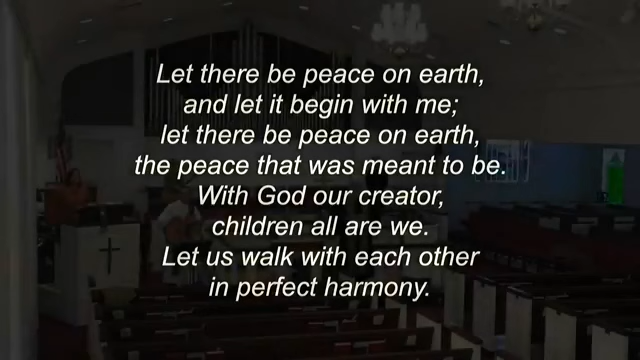 Let there be peace on earth,
and let it begin with me;
let there be peace on earth,
the peace that was meant to be.
With God our creator,
children all are we.
Let us walk with each other
in perfect harmony.